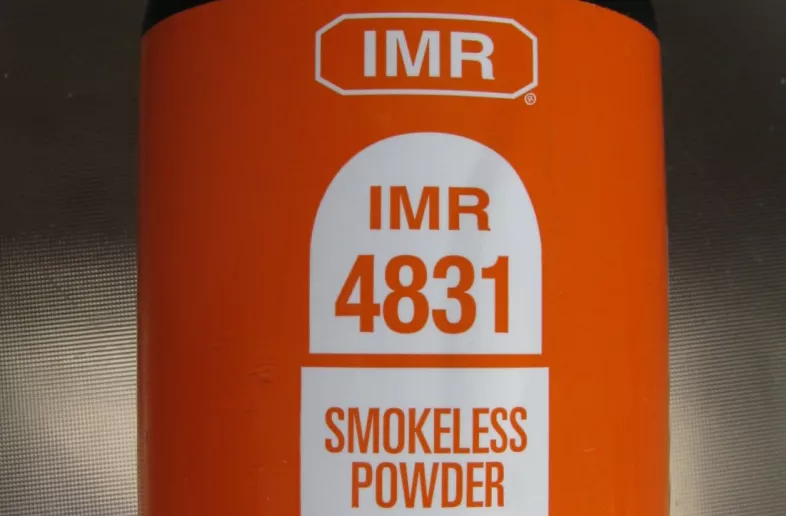 IMR
®
IMR
4831
SMOKELESS
POWDER